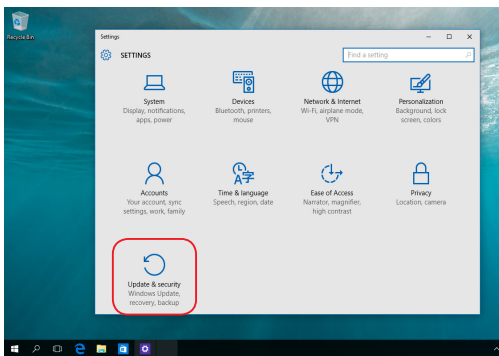 Recycle Bin
Settings
SETTINGS
Find a setting
System
Display, notifications,
apps, power
Devices
Bluetooth, printers,
mouse
Network & Internet
Wi-Fi, airplane mode,
VPN
Personalization
Background, lock
screen, colors
Accounts
Your account, sync
settings, work, family
Time & language
Speech, region, date
Ease of Access
Narrator, magnifier,
high contrast
Privacy
Location, camera
Update & security
Windows Update,
recovery, backup